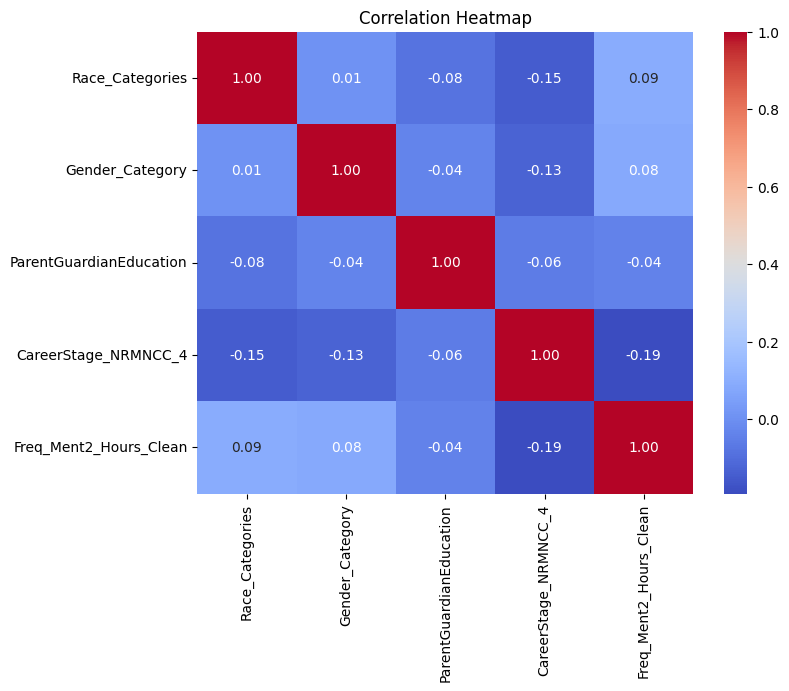 Correlation Heatmap
Race_Categories 1.00 0.01 -0.08 -0.15 0.09
Gender_Category 0.01 1.00 -0.04 -0.13 0.08
ParentGuardianEducation -0.08 -0.04 1.00 -0.06 -0.04
CareerStage_NRMNCC_4 -0.15 -0.13 -0.06 1.00 -0.19
Freq_Ment2_Hours_Clean 0.09 0.08 -0.04 -0.19 1.00
Race_Categories
Gender_Category
ParentGuardianEducation
CareerStage_NRMNCC_4
Freq_Ment2_Hours_Clean
1.0
0.8
0.6
0.4
0.2
0.0